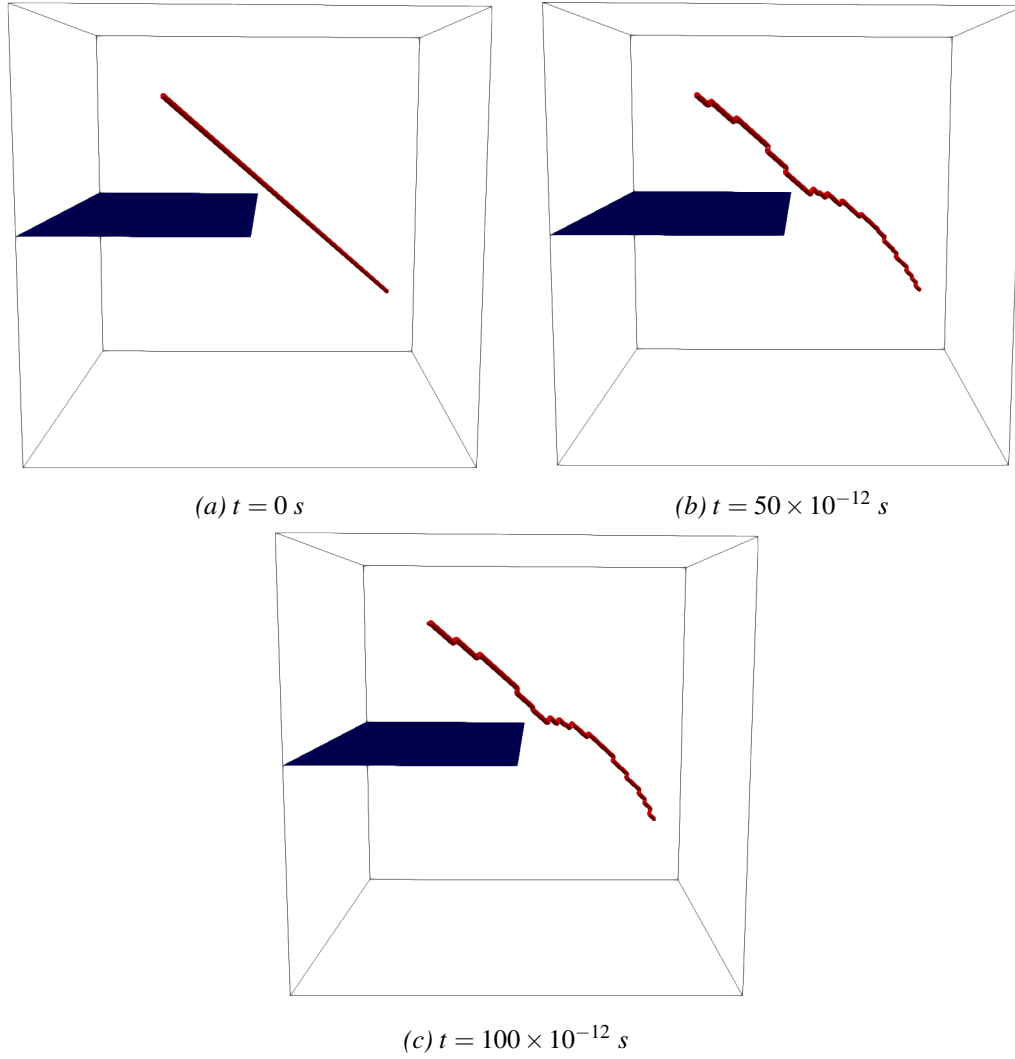 (a) t = 0 s
(b) t = 50 × 10⁻¹² s
(c) t = 100 × 10⁻¹² s